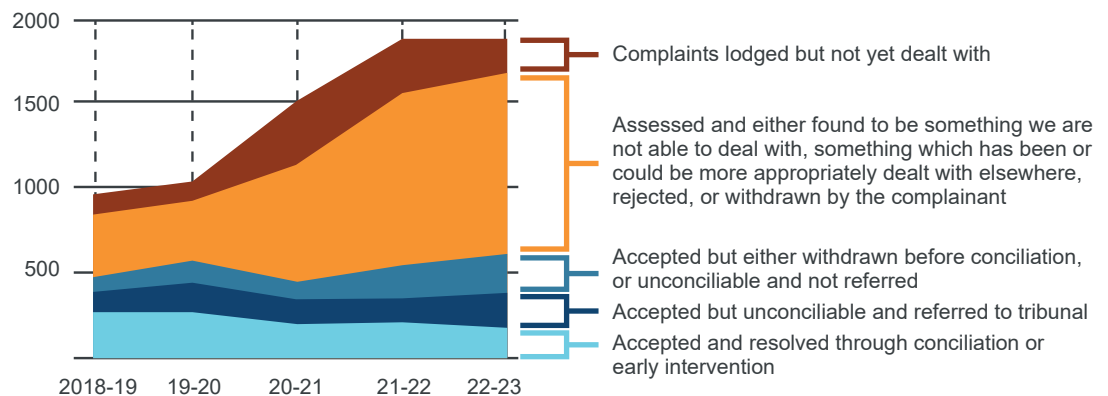 2000
1500
1000
500
2018-19
19-20
20-21
21-22
22-23
Complaints lodged but not yet dealt with
Assessed and either found to be something we are
not able to deal with, something which has been or
could be more appropriately dealt with elsewhere,
rejected, or withdrawn by the complainant
Accepted but either withdrawn before conciliation,
or unconciliable and not referred
Accepted but unconciliable and referred to tribunal
Accepted and resolved through conciliation or
early intervention